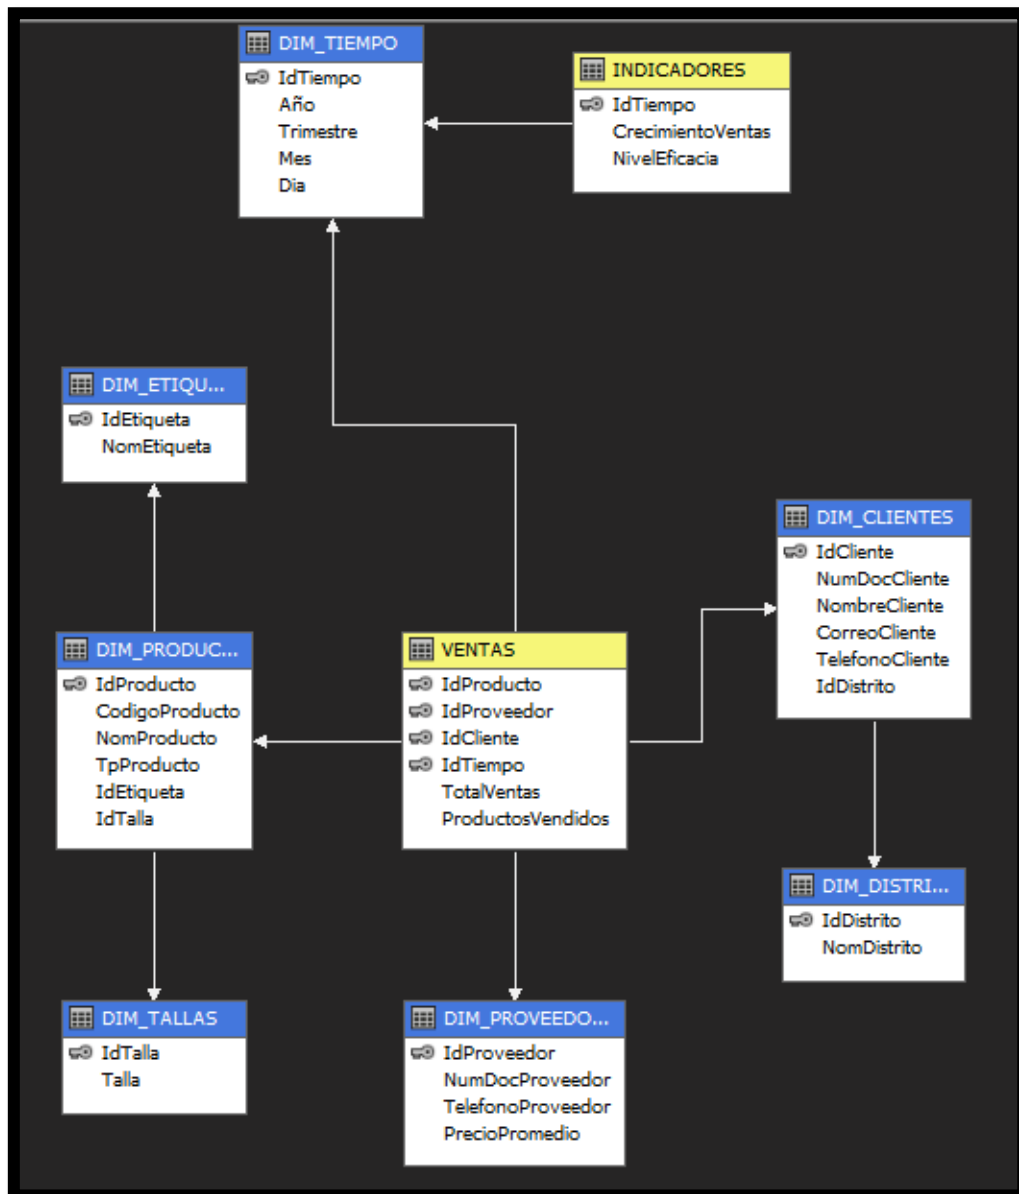 DIM_TIEMPO
IdTiempo
Año
Trimestre
Mes
Dia
INDICADORES
IdTiempo
CrecimientoVentas
NivelEficacia
DIM_ETIQU...
IdEtiqueta
NomEtiqueta
DIM_CLIENTES
IdCliente
NumDocCliente
NombreCliente
CorreoCliente
TelefonoCliente
IdDistrito
DIM_PRODUC...
IdProducto
CodigoProducto
NomProducto
TpProducto
IdEtiqueta
IdTalla
VENTAS
IdProducto
IdProveedor
IdCliente
IdTiempo
TotalVentas
ProductosVendidos
DIM_DISTRI...
IdDistrito
NomDistrito
DIM_TALLAS
IdTalla
Talla
DIM_PROVEEDO...
IdProveedor
NumDocProveedor
TelefonoProveedor
PrecioPromedio